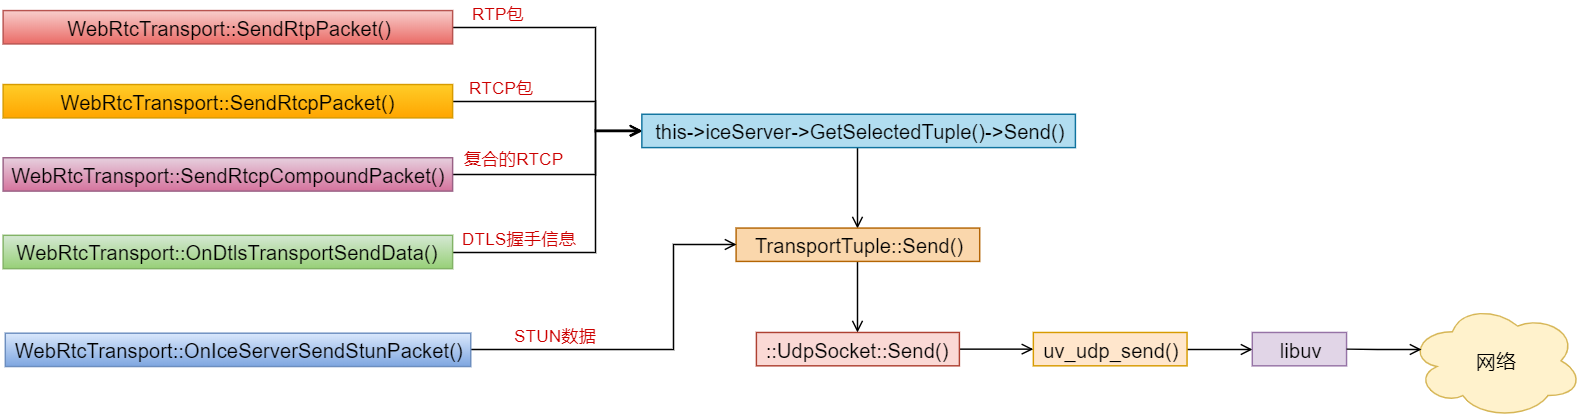 WebRtcTransport::SendRtpPacket()
RTP包
WebRtcTransport::SendRtcpPacket()
RTCP包
this->iceServer->GetSelectedTuple()->Send()
WebRtcTransport::SendRtcpCompoundPacket()
复合的RTCP
WebRtcTransport::OnDtlsTransportSendData()
DTLS握手信息
TransportTuple::Send()
WebRtcTransport::OnIceServerSendStunPacket()
STUN数据
::UdpSocket::Send()
uv_udp_send()
libuv
网络